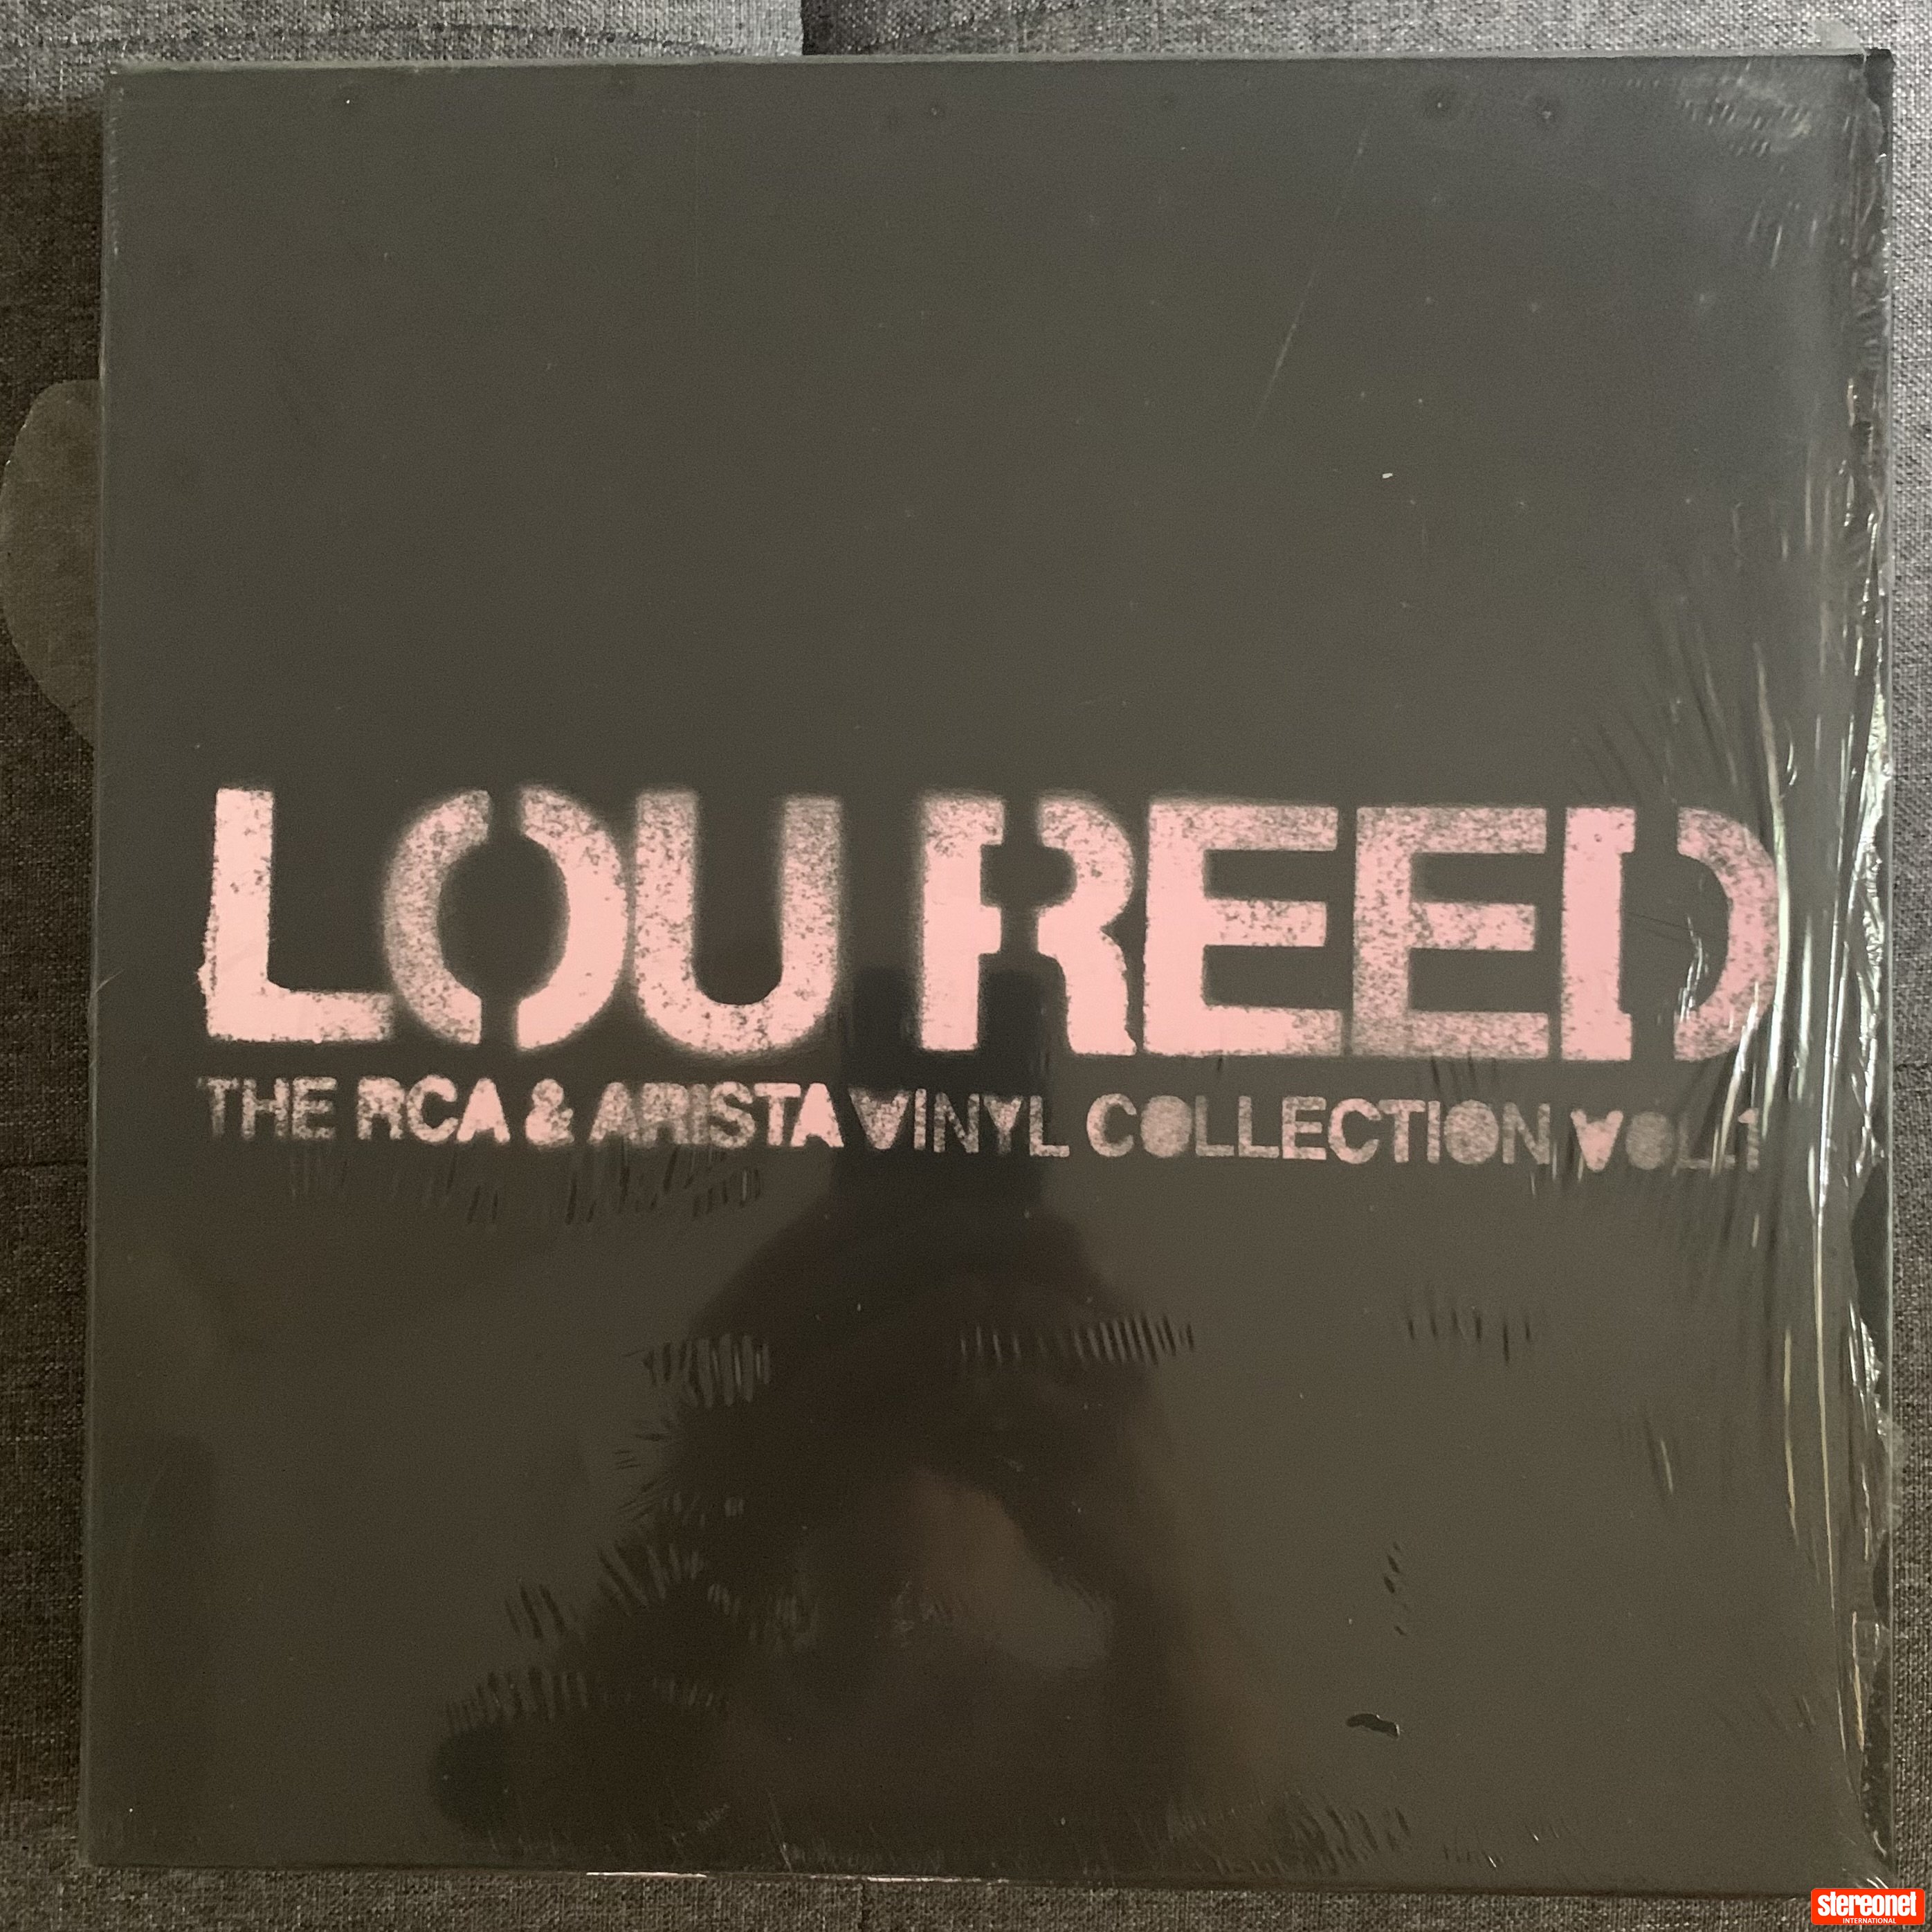 LOU REED
THE RCA & ARISTA VINYL COLLECTION VOL.1
stereonet
INTERNATIONAL